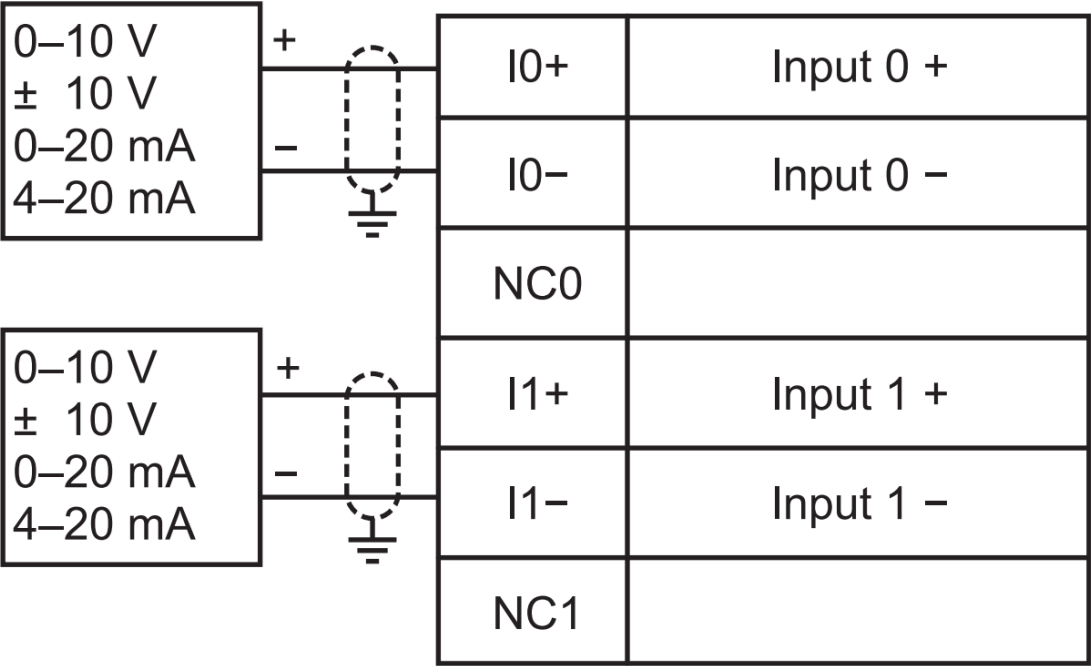 0–10 V
± 10 V
0–20 mA
4–20 mA
+
−
I0+ Input 0 +
I0− Input 0 −
NC0
0–10 V
± 10 V
0–20 mA
4–20 mA
+
−
I1+ Input 1 +
I1− Input 1 −
NC1